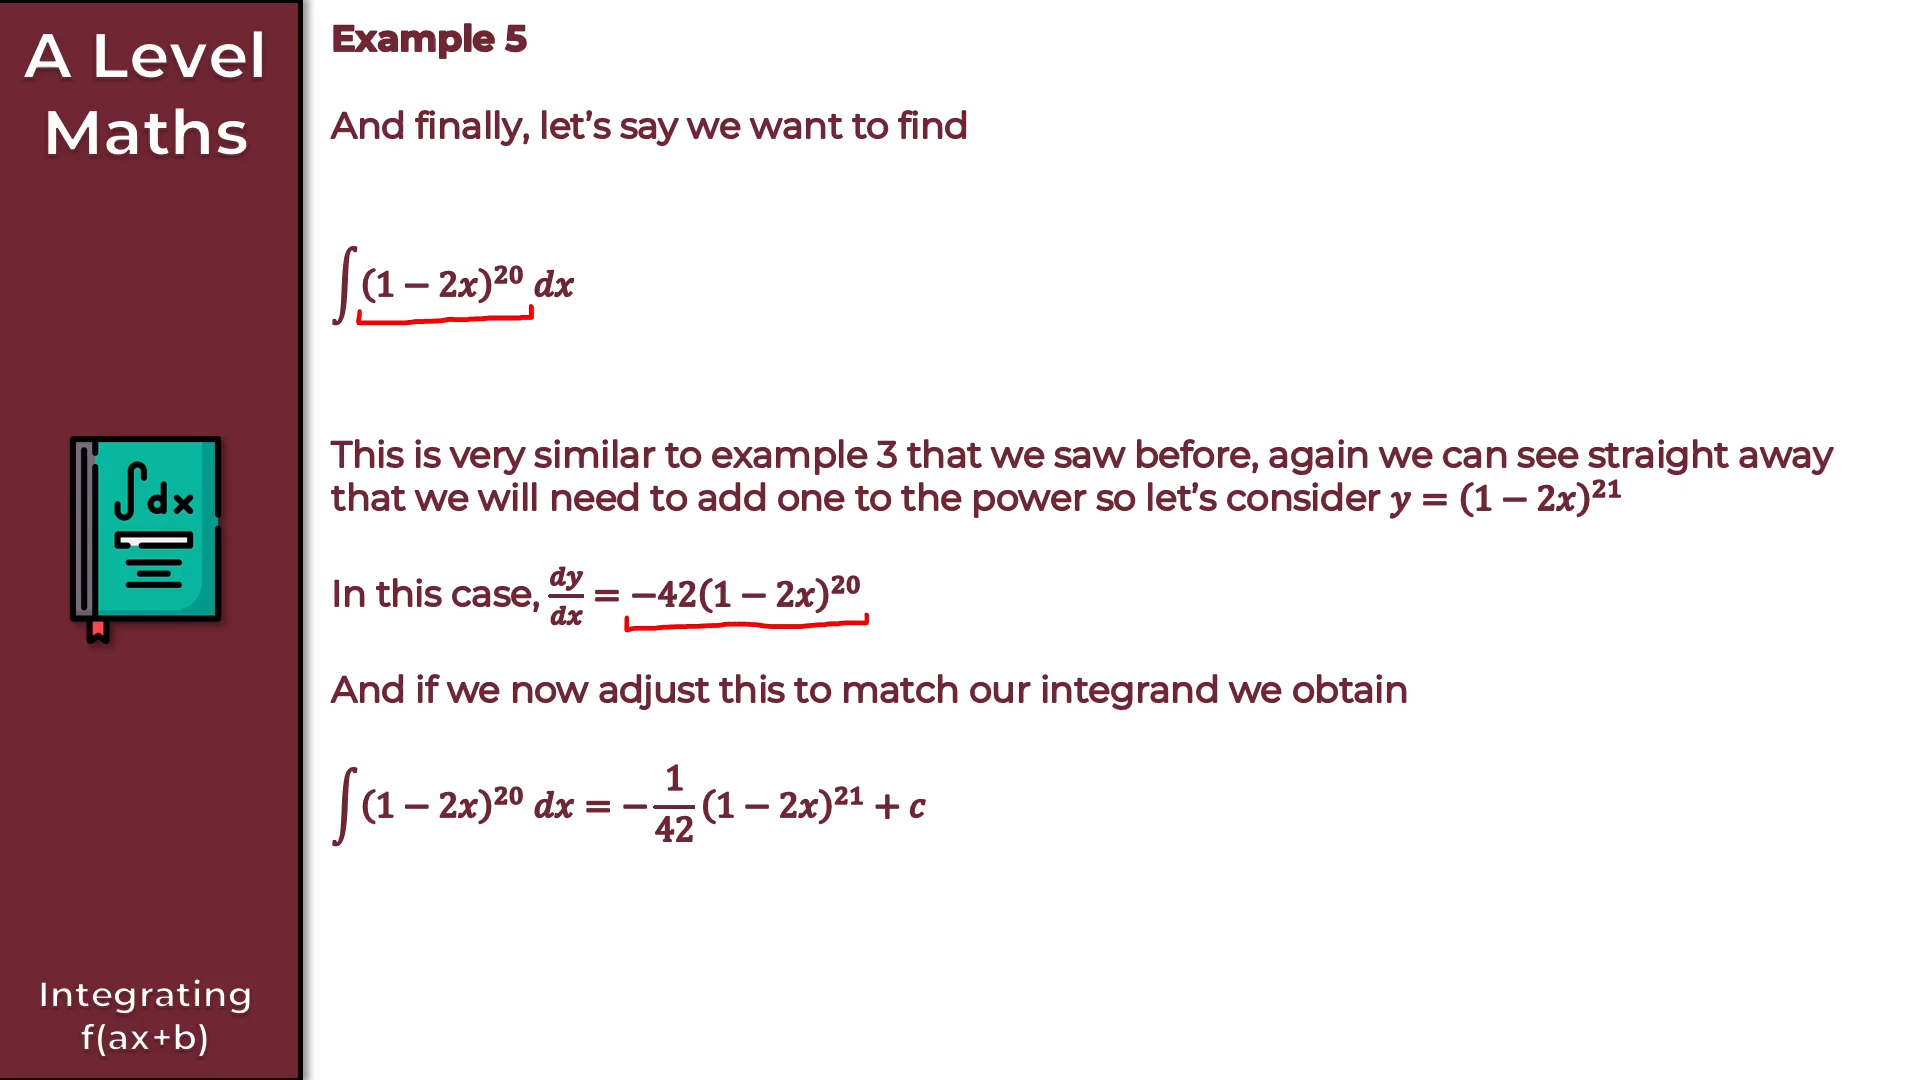 A Level
Maths
∫dx
Integrating
f(ax+b)
Example 5
And finally, let’s say we want to find
∫(1 − 2x)²⁰ dx
This is very similar to example 3 that we saw before, again we can see straight away
that we will need to add one to the power so let’s consider y = (1 − 2x)²¹
In this case, dy/dx = −42(1 − 2x)²⁰
And if we now adjust this to match our integrand we obtain
∫(1 − 2x)²⁰ dx = −1/42(1 − 2x)²¹ + c